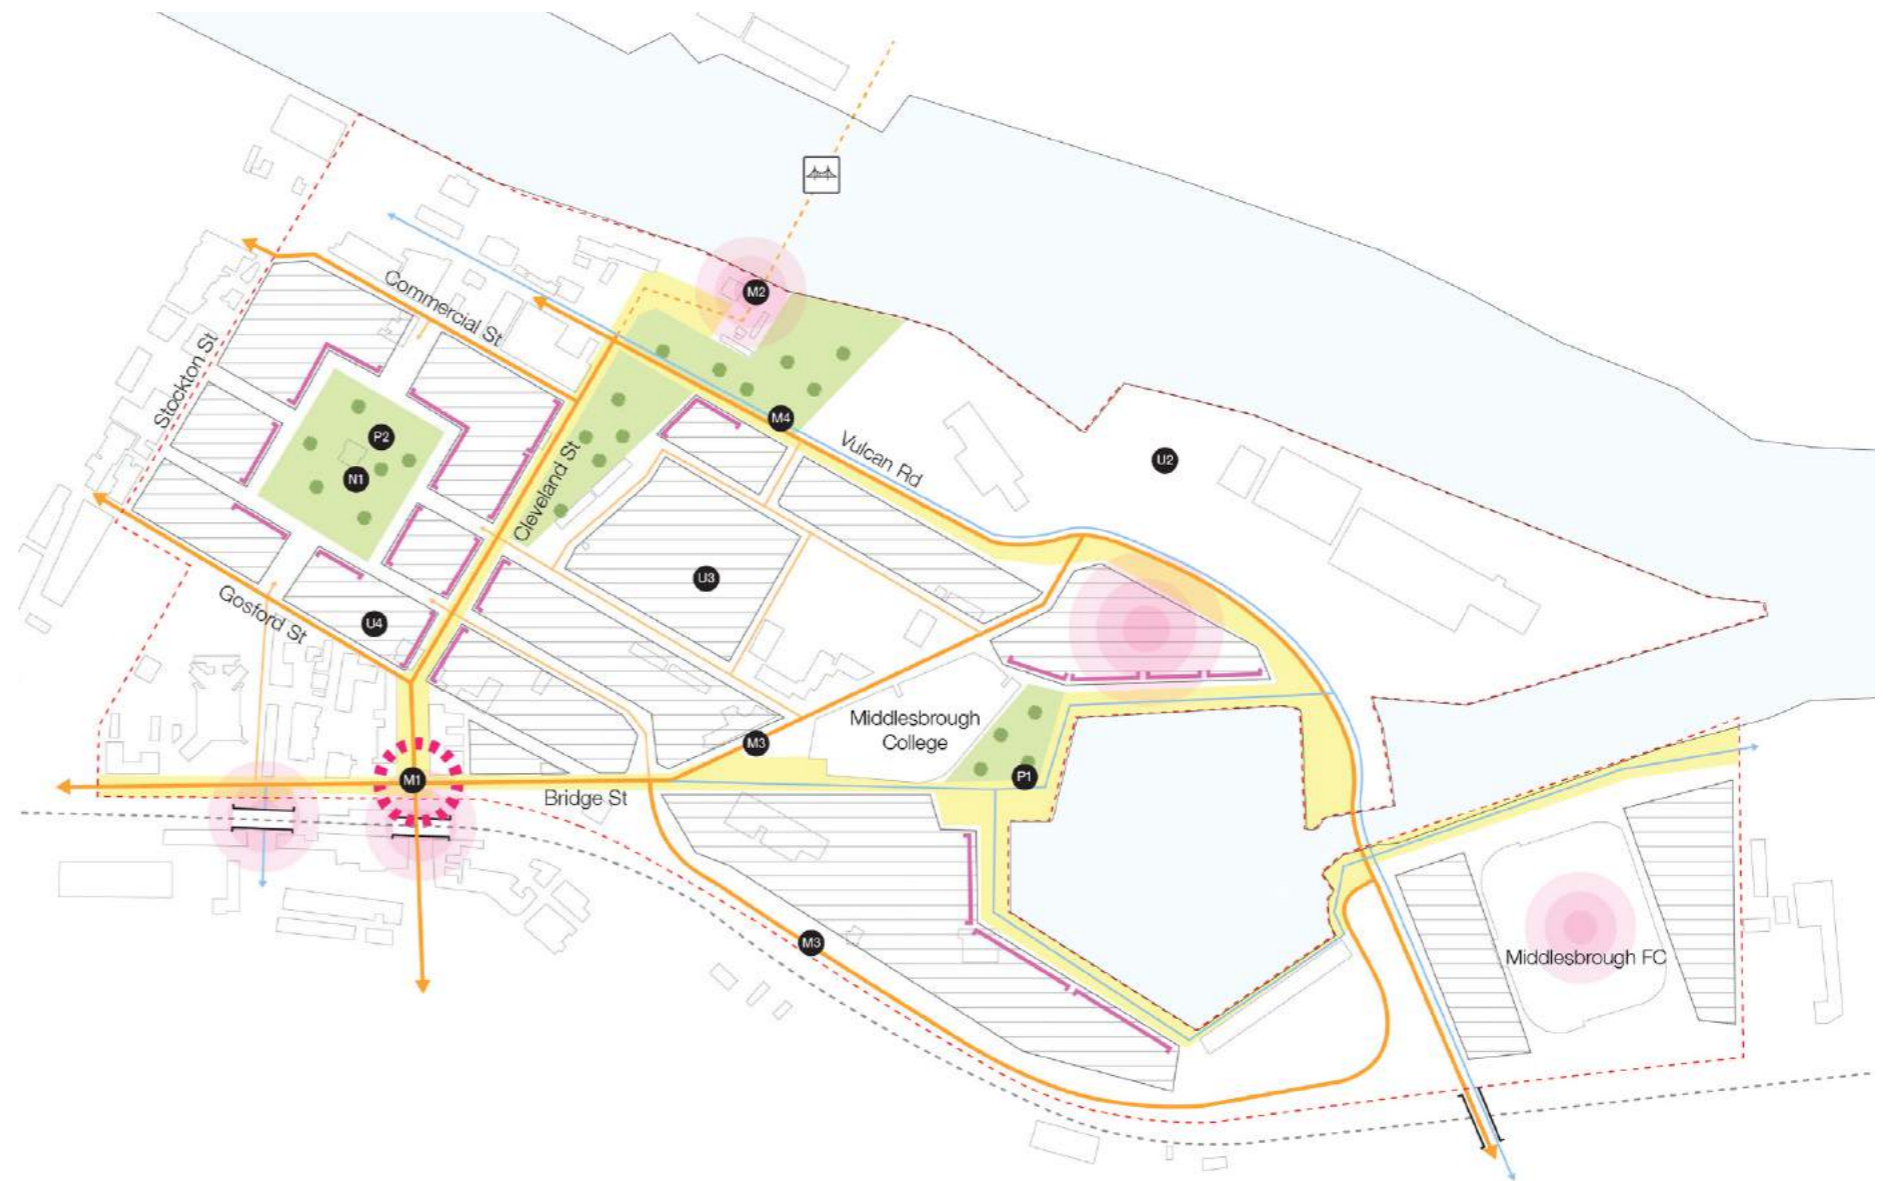 M2
Commercial St
Stockton St
M4
P2
Vulcan Rd
U2
N1
Cleveland St
U3
Gosford St
U4
Middlesbrough
College
M3
P1
M1
Bridge St
M3
Middlesbrough FC